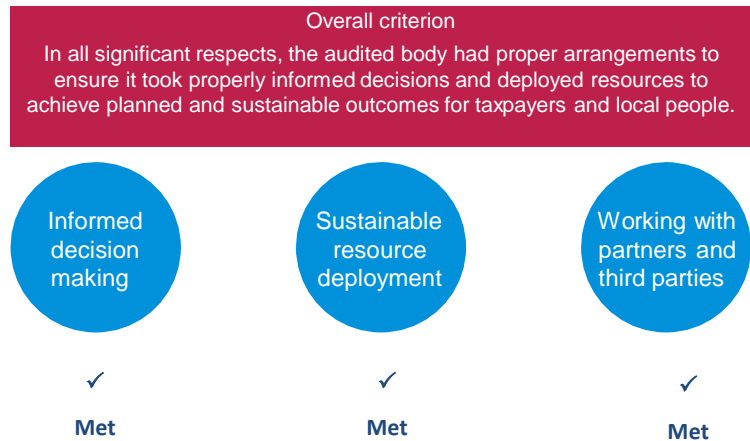 Overall criterion
In all significant respects, the audited body had proper arrangements to
ensure it took properly informed decisions and deployed resources to
achieve planned and sustainable outcomes for taxpayers and local people.
Informed
decision
making
Sustainable
resource
deployment
Working with
partners and
third parties
✓
✓
✓
Met
Met
Met